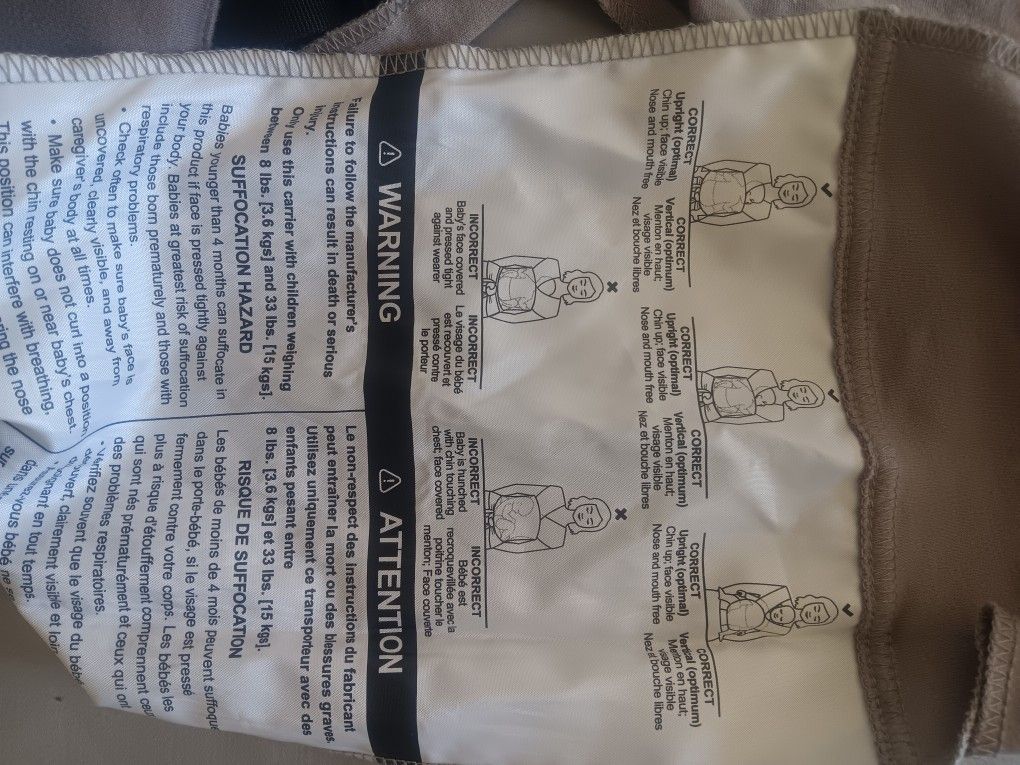 CORRECT
Upright (optimal)
Chin up; face visible
Nose and mouth free
CORRECT
Vertical (optimum)
Menton en haut;
visage visible
Nez et bouche libres
CORRECT
Upright (optimal)
Chin up; face visible
Nose and mouth free
CORRECT
Vertical (optimum)
Menton en haut;
visage visible
Nez et bouche libres
CORRECT
Upright (optimal)
Chin up; face visible
Nose and mouth free
CORRECT
Vertical (optimum)
Menton en haut;
visage visible
Nez et bouche libres
INCORRECT
Baby's face covered
and pressed tight
against wearer
INCORRECT
Le visage du bébé
est recouvert et
pressé contre
le porteur
INCORRECT
Baby is hunched
with chin touching
chest; face covered
INCORRECT
Bébé est
recroquevillée avec la
poitrine toucher le
menton; Face couverte
WARNING
Failure to follow the manufacturer's
instructions can result in death or serious
injury.
Only use this carrier with children weighing
between 8 lbs. [3.6 kgs] and 33 lbs. [15 kgs].
SUFFOCATION HAZARD
Babies younger than 4 months can suffocate in
this product if face is pressed tightly against
your body. Babies at greatest risk of suffocation
include those born prematurely and those with
respiratory problems.
• Check often to make sure baby's face is
uncovered, clearly visible, and away from
caregiver's body at all times.
• Make sure baby does not curl into a position
with the chin resting on or near baby's chest.
This position can interfere with breathing,
the nose
ATTENTION
Le non-respect des instructions du fabricant
peut entraîner la mort ou des blessures graves.
Utilisez uniquement ce transporteur avec des
enfants pesant entre
8 lbs. [3.6 kgs] et 33 lbs. [15 kgs].
RISQUE DE SUFFOCATION
Les bébés de moins de 4 mois peuvent suffoque
dans le porte-bébé, si le visage est pressé
fermement contre votre corps. Les bébés les
plus à risque d'étouffement comprennent ceu
qui sont nés prématurément et ceux qui ont
des problèmes respiratoires.
• Vérifiez souvent que le visage du bébé
clairement visible et loin
en tout temps.
bébé ne